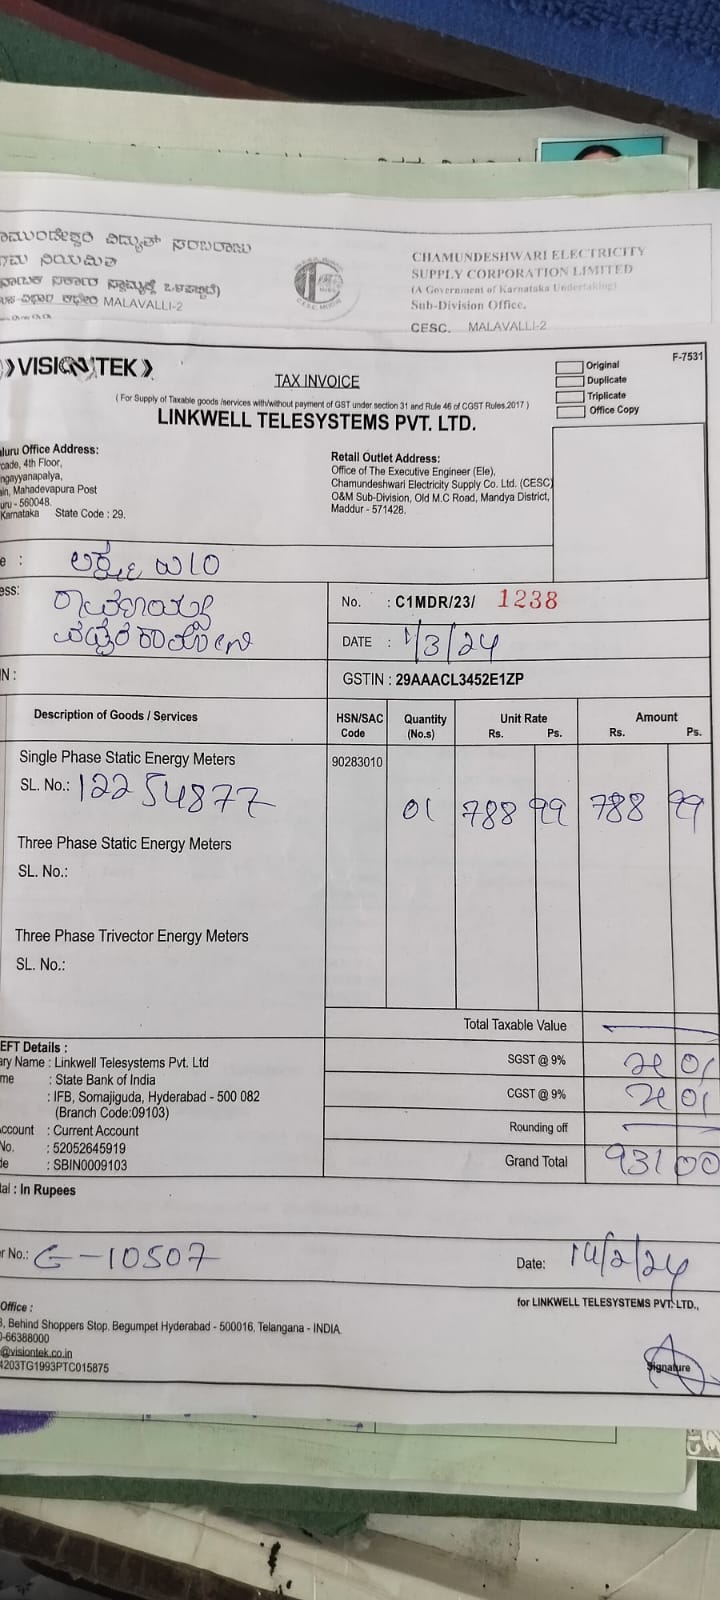 ವಿದ್ಯುತ್ ಸರಬರಾಜು
ನಿಯಮಿತ
MALAVALLI-2
CHAMUNDESHWARI ELECTRICITY
SUPPLY CORPORATION LIMITED
(A Government of Karnataka Undertaking)
Sub-Division Office,
CESC. MALAVALLI-2
VISIONTEK
F-7531
Original
Duplicate
Triplicate
Office Copy
TAX INVOICE
( For Supply of Taxable goods /services with/without payment of GST under section 31 and Rule 46 of CGST Rules,2017 )
LINKWELL TELESYSTEMS PVT. LTD.
Office Address:
4th Floor,
Mahadevapura Post
- 560048.
Karnataka State Code : 29.
Retail Outlet Address:
Office of The Executive Engineer (Ele),
Chamundeshwari Electricity Supply Co. Ltd. (CESC)
O&M Sub-Division, Old M.C Road, Mandya District,
Maddur - 571428.
W/O
No. : C1MDR/23/ 1238
DATE : 1/3/24
GSTIN : 29AAACL3452E1ZP
Description of Goods / Services
HSN/SAC Code
Quantity (No.s)
Unit Rate Rs. Ps.
Amount Rs. Ps.
Single Phase Static Energy Meters 90283010
SL. No.: 12254877 01 788 99 788 99
Three Phase Static Energy Meters
SL. No.:
Three Phase Trivector Energy Meters
SL. No.:
Total Taxable Value
EFT Details :
Name : Linkwell Telesystems Pvt. Ltd
: State Bank of India
: IFB, Somajiguda, Hyderabad - 500 082
(Branch Code:09103)
: Current Account
No. : 52052645919
: SBIN0009103
SGST @ 9% 71 01
CGST @ 9% 71 01
Rounding off
Grand Total 931 00
: In Rupees
No.: G-10507
Date: 14/2/24
for LINKWELL TELESYSTEMS PVT. LTD.,
Office :
Behind Shoppers Stop, Begumpet Hyderabad - 500016, Telangana - INDIA.
-66388000
@visiontek.co.in
4203TG1993PTC015875
Signature